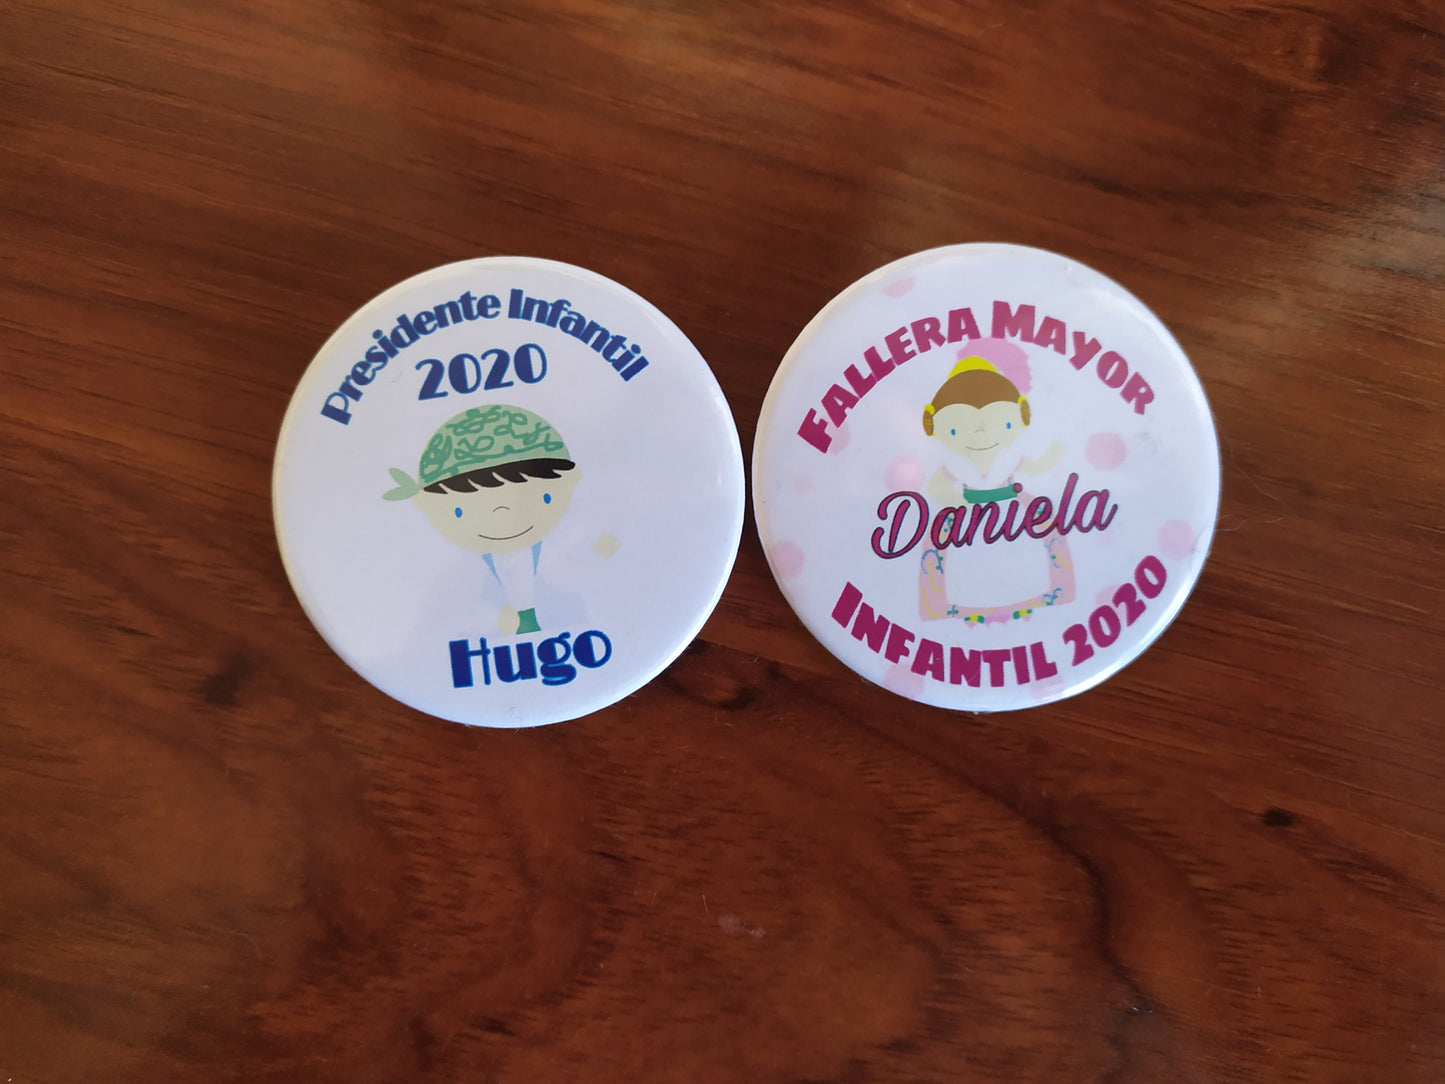 Presidente Infantil
2020
Hugo
FALLERA MAYOR
Daniela
INFANTIL 2020